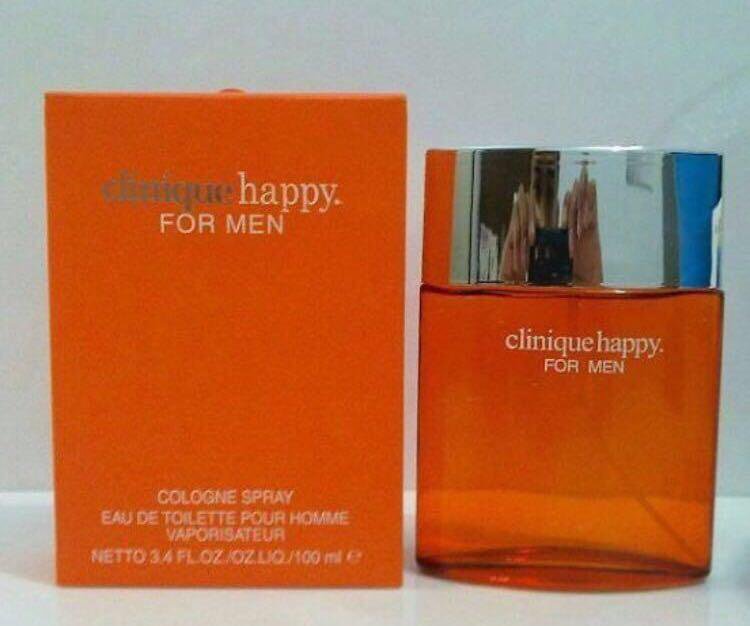 clinique happy.
FOR MEN
COLOGNE SPRAY
EAU DE TOILETTE POUR HOMME
VAPORISATEUR
NETTO 3.4 FL.OZ./OZ.LIQ./100 ml ℮
clinique happy.
FOR MEN